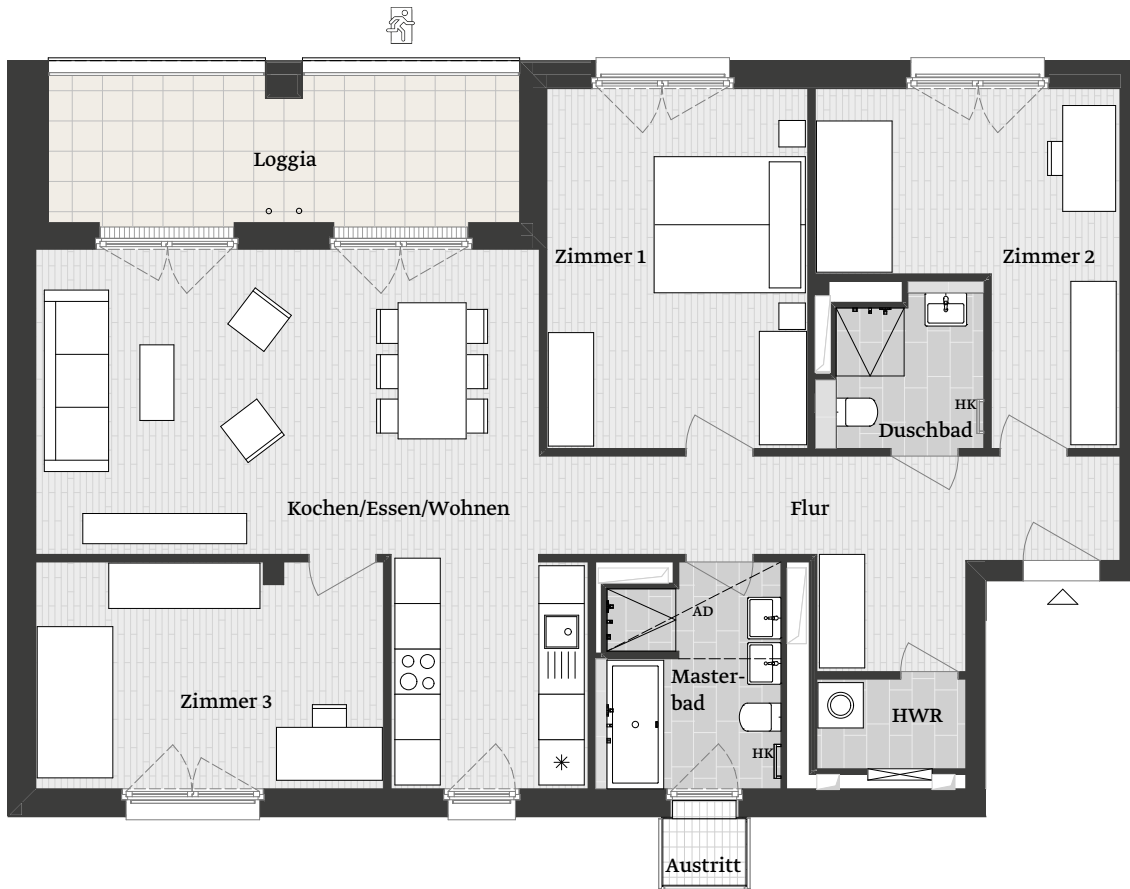 Loggia
Zimmer 1
Zimmer 2
HK
Duschbad
Kochen/Essen/Wohnen
Flur
AD
Master-
bad
Zimmer 3
HWR
HK
Austritt